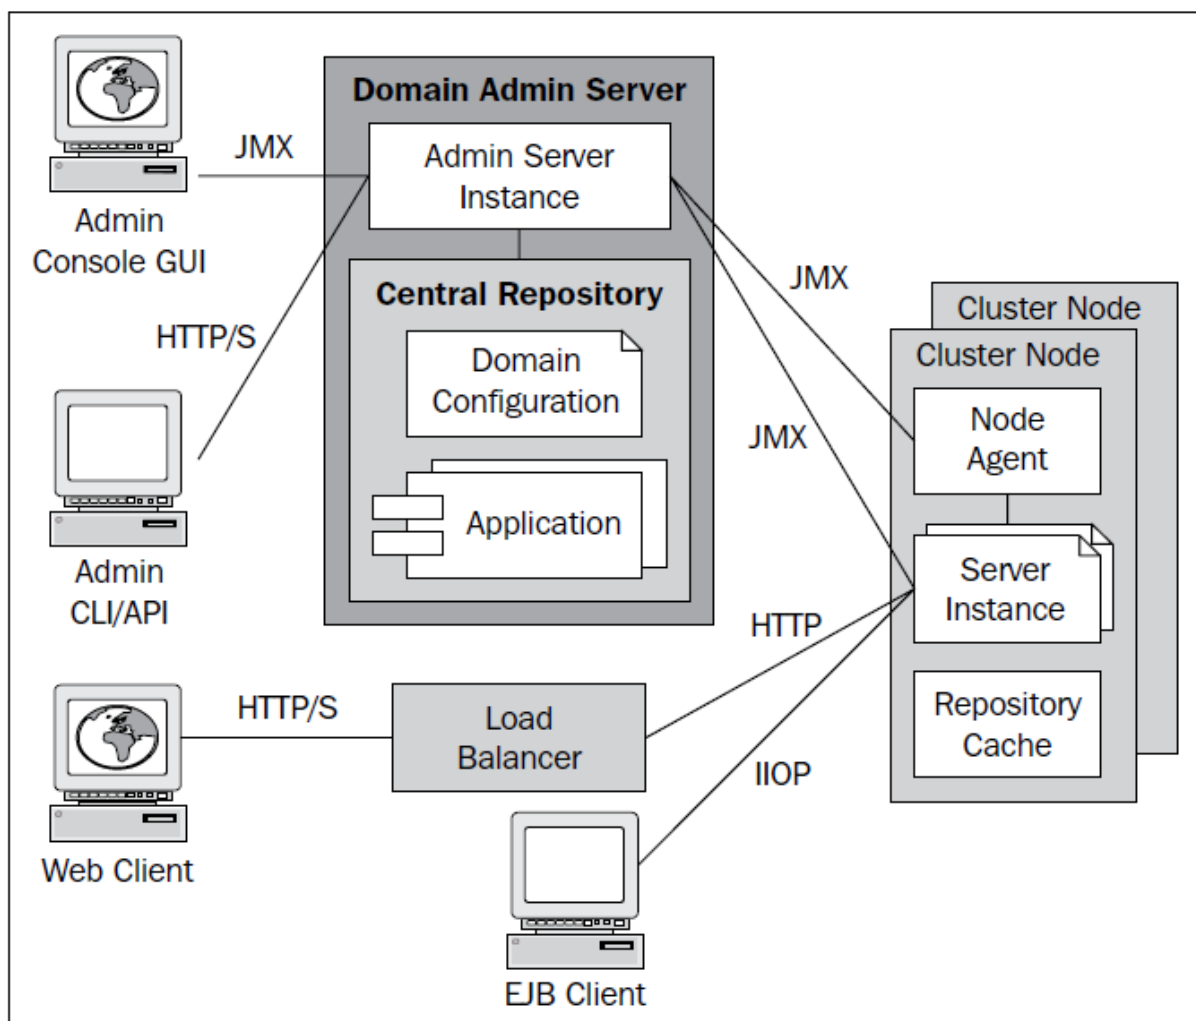 Domain Admin Server
Admin Server
Instance
JMX
Admin
Console GUI
Central Repository
Domain
Configuration
Application
HTTP/S
Admin
CLI/API
JMX
JMX
Cluster Node
Cluster Node
Node
Agent
Server
Instance
Repository
Cache
HTTP
HTTP/S
Load
Balancer
IIOP
Web Client
EJB Client